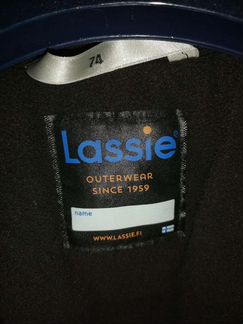 74
Lassie®
OUTERWEAR
SINCE 1959
name
WWW.LASSIE.FI